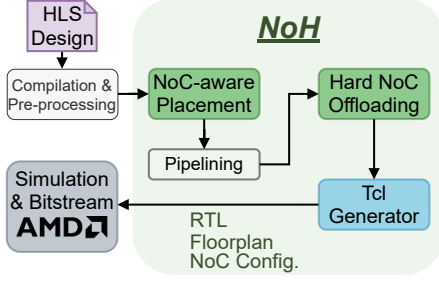 HLS
Design
NoH
Compilation &
Pre-processing
NoC-aware
Placement
Hard NoC
Offloading
Pipelining
Simulation
& Bitstream
AMD
Tcl
Generator
RTL
Floorplan
NoC Config.